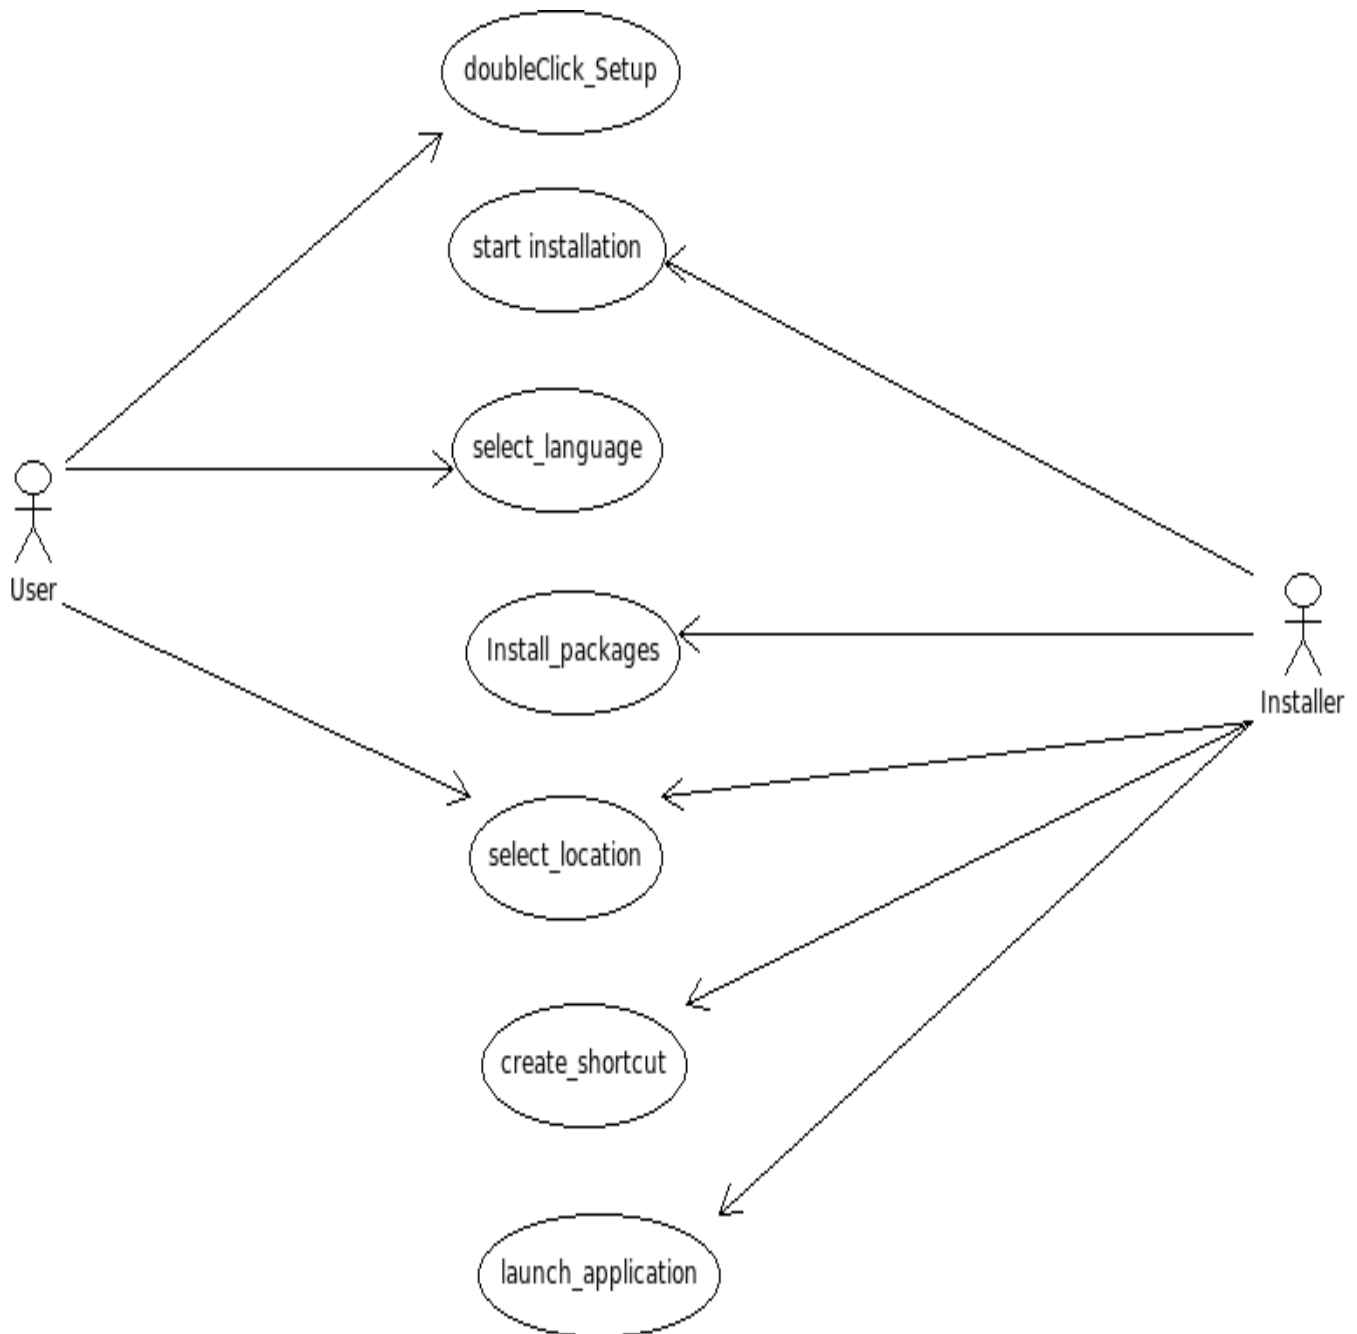 doubleClick_Setup
start installation
select_language
User
Install_packages
Installer
select_location
create_shortcut
launch_application